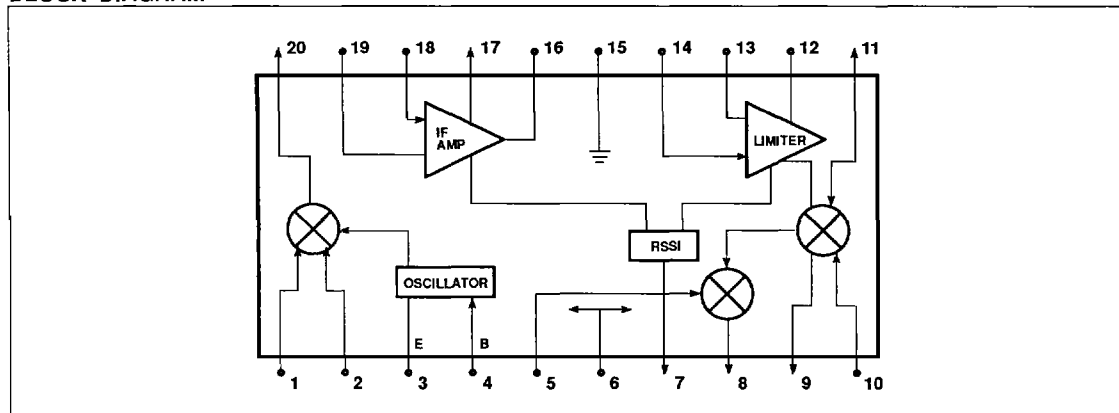 BLOCK DIAGRAM
20 19 18 17 16 15 14 13 12 11
IF
AMP
LIMITER
RSSI
OSCILLATOR
E B
1 2 3 4 5 6 7 8 9 10